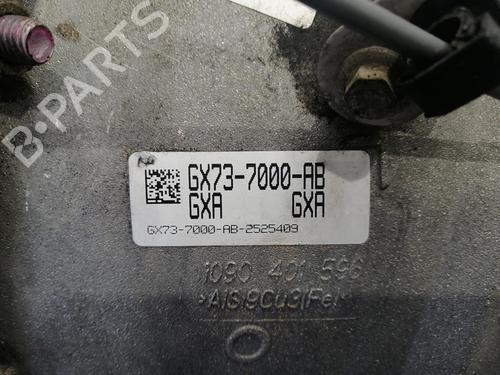 B-PARTS
GX73-7000-AB
GXA GXA
GX73-7000-AB-2525409
1090 401 596
>AlSi9Cu3(Fe)